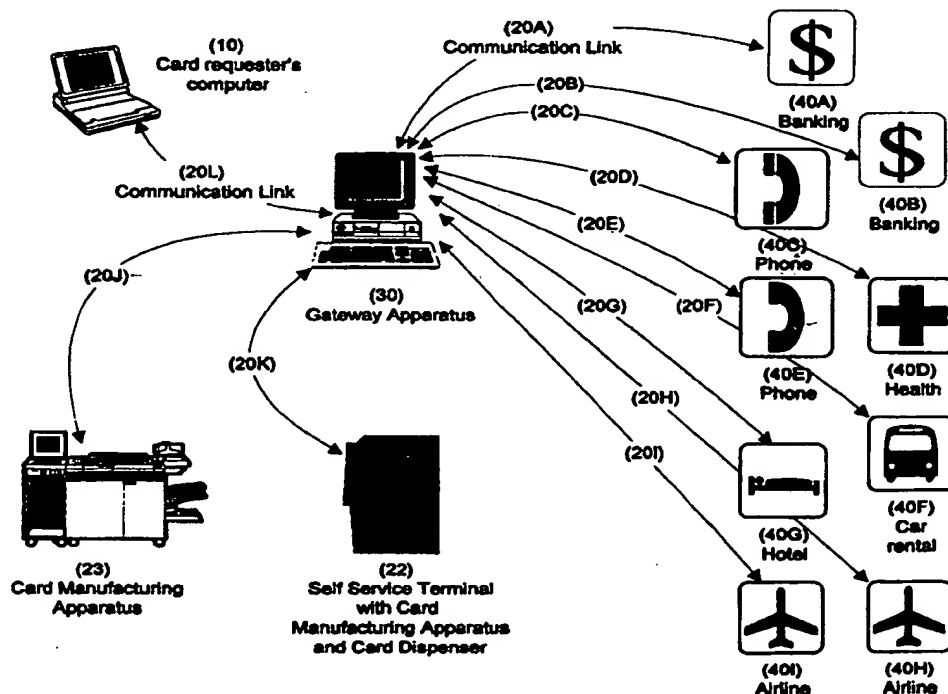 (10)
Card requester's
computer
(20A)
Communication Link
(40A)
Banking
(20B)
(20C)
(40B)
Banking
(20L)
Communication Link
(20D)
(40C)
Phone
(20E)
(20J)
(30)
Gateway Apparatus
(20G)
(20F)
(40E)
Phone
(40D)
Health
(20K)
(20H)
(20I)
(40F)
Car
rental
(40G)
Hotel
(23)
Card Manufacturing
Apparatus
(22)
Self Service Terminal
with Card
Manufacturing Apparatus
and Card Dispenser
(40I)
Airline
(40H)
Airline